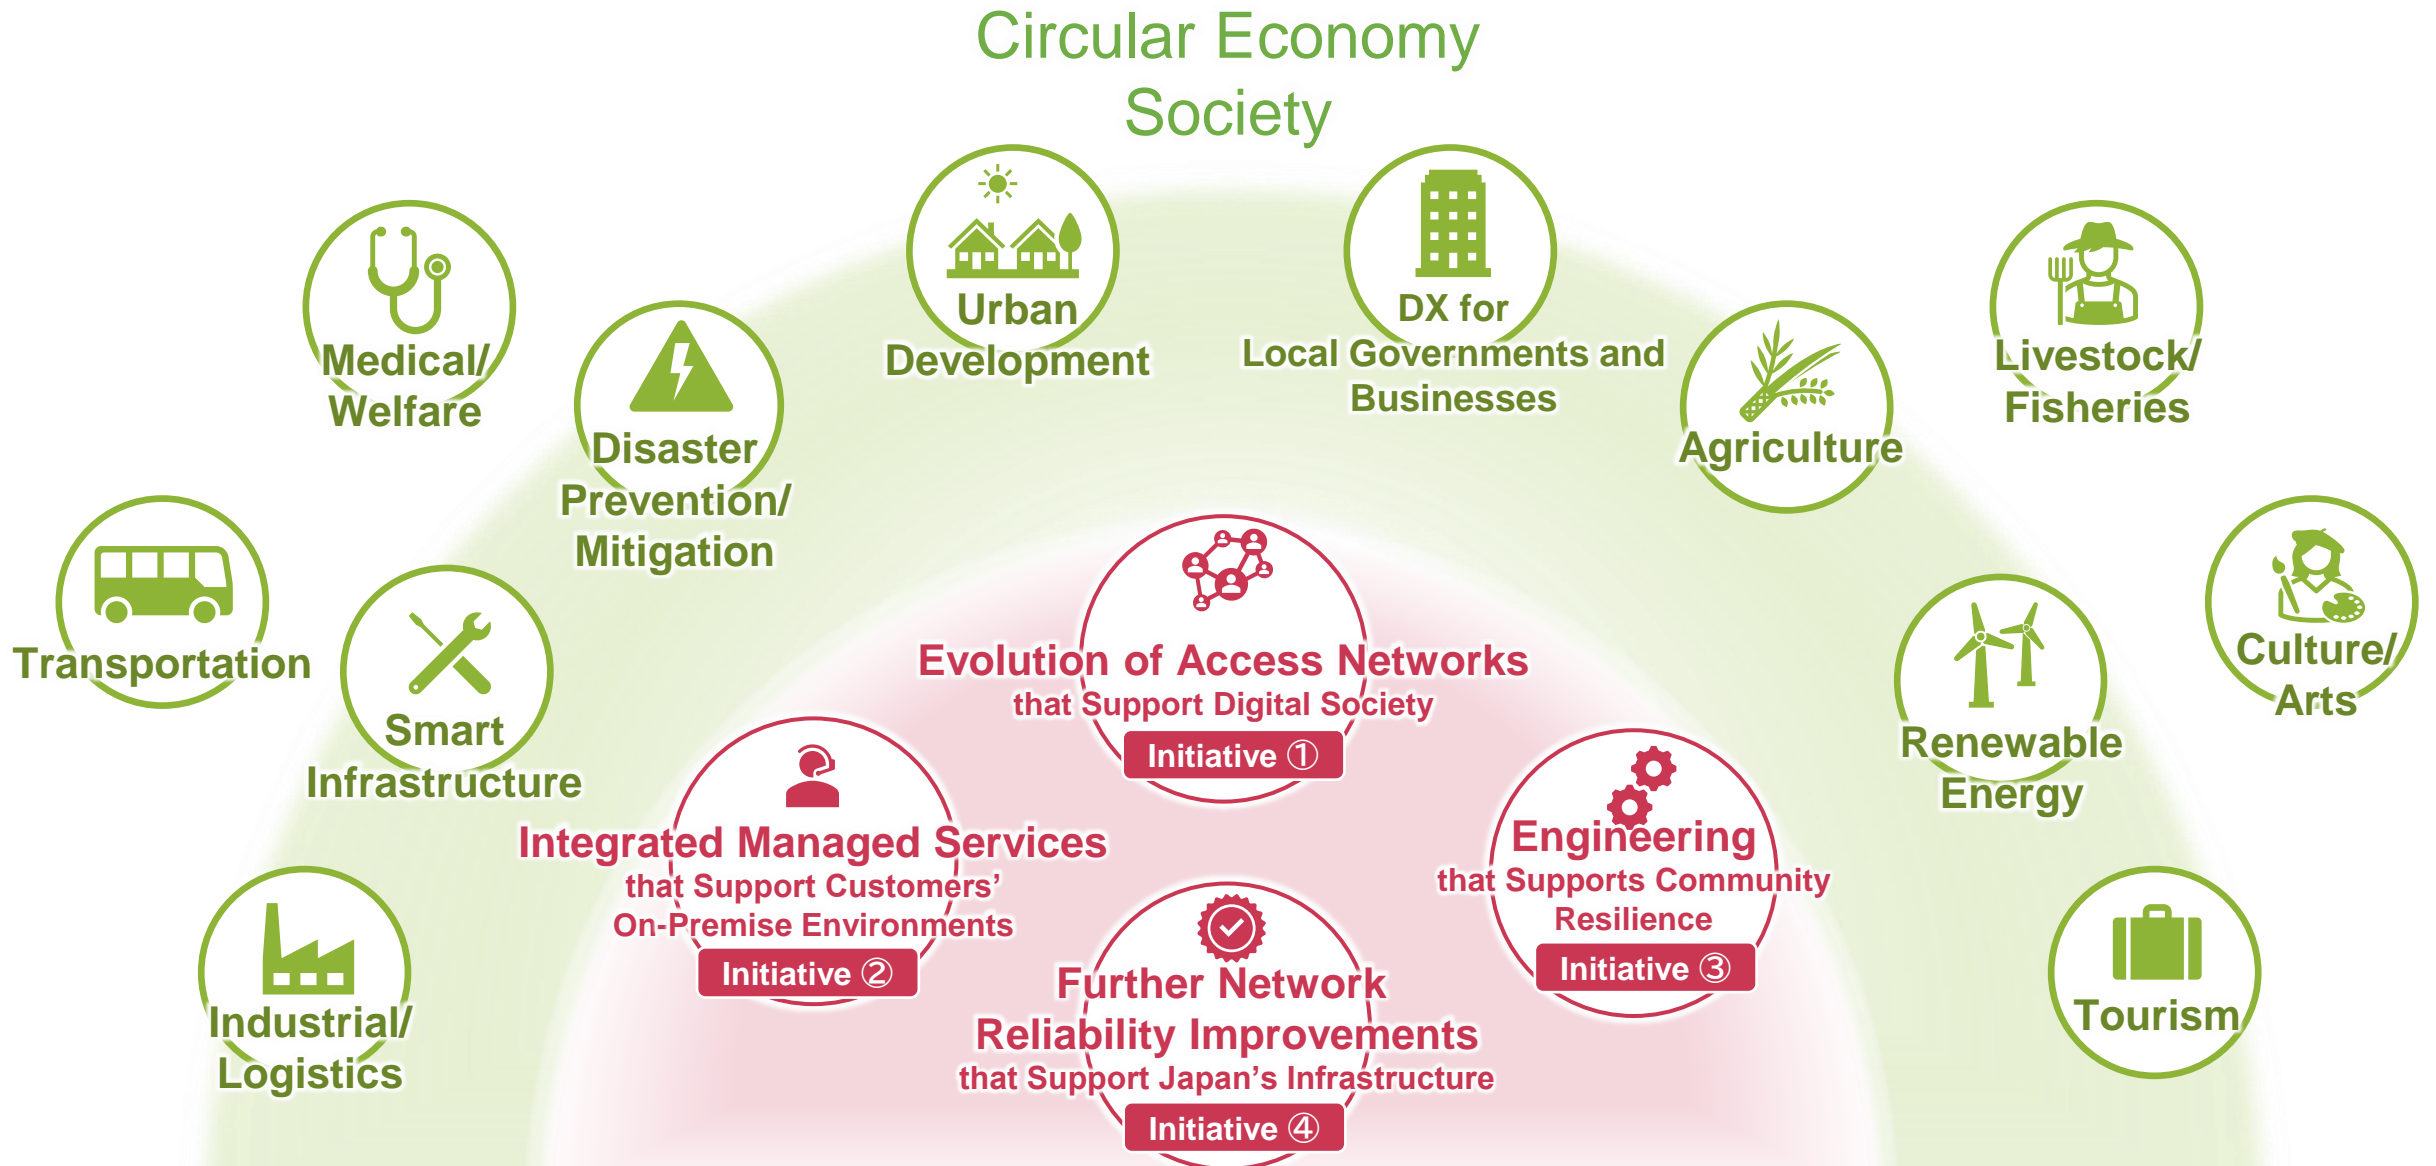 Circular Economy
Society
Urban
Development
DX for
Local Governments and
Businesses
Medical/
Welfare
Disaster
Prevention/
Mitigation
Agriculture
Livestock/
Fisheries
Transportation
Smart
Infrastructure
Renewable
Energy
Culture/
Arts
Industrial/
Logistics
Tourism
Evolution of Access Networks
that Support Digital Society
Initiative ①
Integrated Managed Services
that Support Customers’
On-Premise Environments
Initiative ②
Engineering
that Supports Community
Resilience
Initiative ③
Further Network
Reliability Improvements
that Support Japan’s Infrastructure
Initiative ④